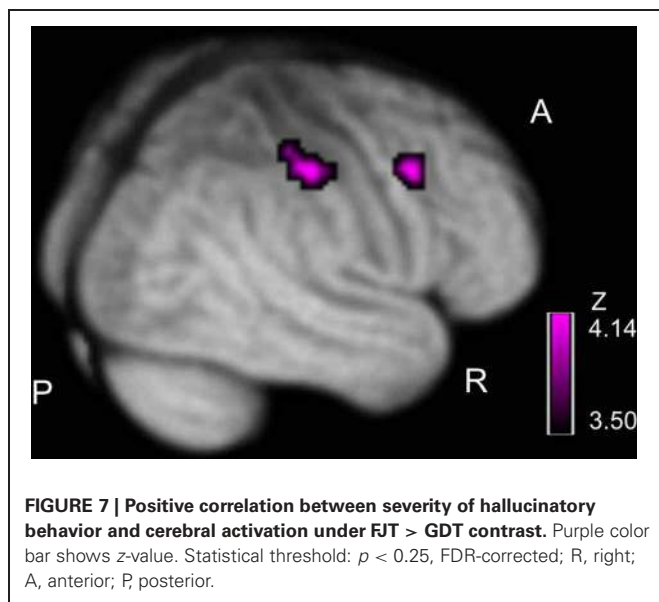 A
Z
4.14
3.50
R
P
FIGURE 7 | Positive correlation between severity of hallucinatory
behavior and cerebral activation under FJT > GDT contrast. Purple color
bar shows z-value. Statistical threshold: p < 0.25, FDR-corrected; R, right;
A, anterior; P, posterior.